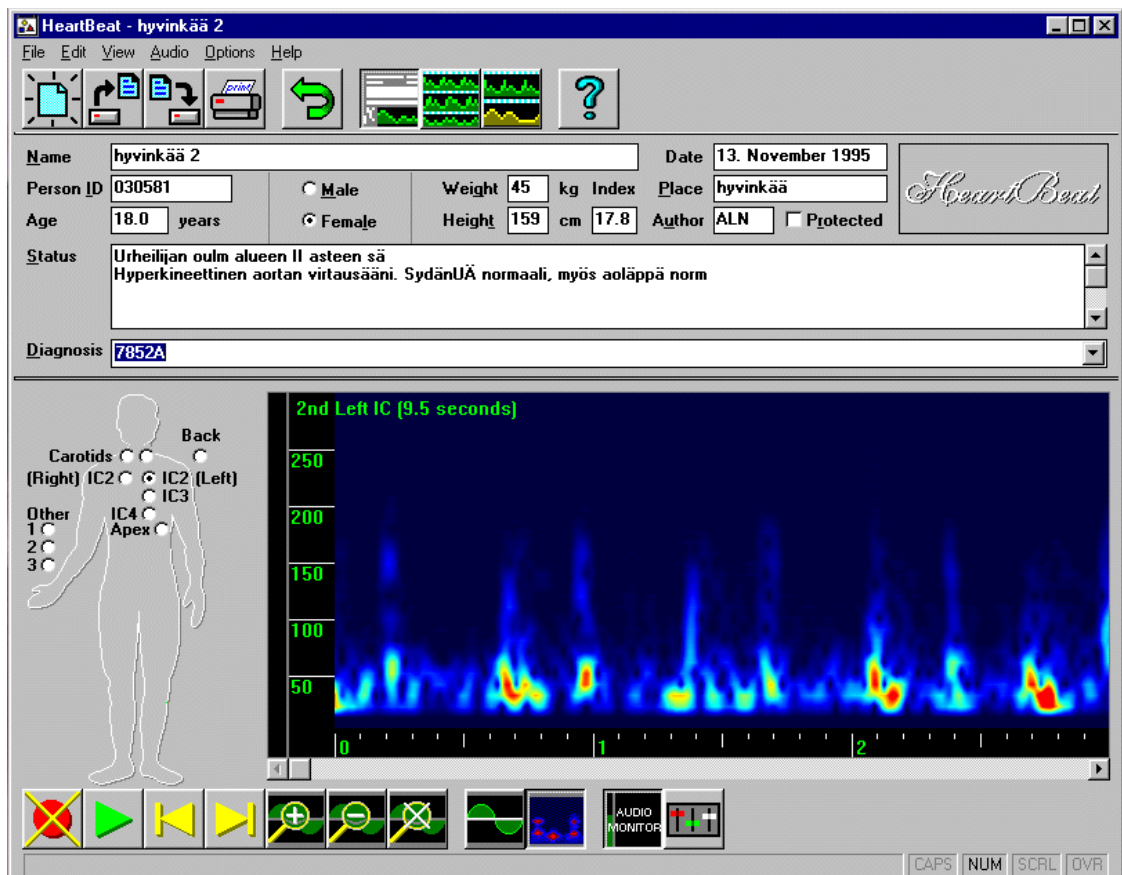 HeartBeat - hyvinkää 2
File Edit View Audio Options Help
print
?
Name hyvinkää 2 Date 13. November 1995
Person ID 030581 Male Weight 45 kg Index Place hyvinkää
HeartBeat
Age 18.0 years Female Height 159 cm 17.8 Author ALN Protected
Status Urheilijan oulm alueen II asteen sä
Hyperkineettinen aortan virtausääni. SydänUÄ normaali, myös aoläppä norm
Diagnosis 7852A
2nd Left IC (9.5 seconds)
Back
Carotids
(Right) IC2 IC2 (Left)
IC3
Other IC4
1 Apex
2
3
250
200
150
100
50
0 1 2
AUDIO
MONITOR
CAPS NUM SCRL OVR